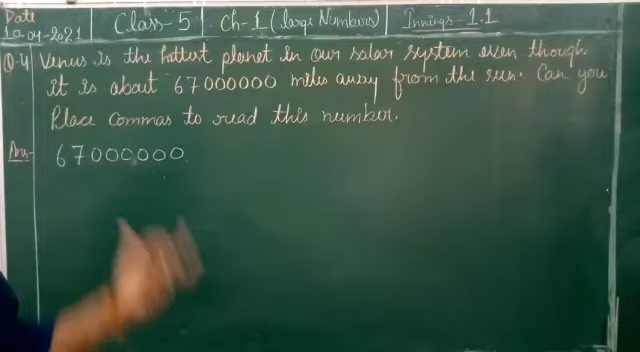 Date
10-04-2021
Class-5
Ch-1 (large Numbers)
Innings-1.1
Q-4 Venus is the hottest planet in our solar system even though
it is about 67000000 miles away from the sun. Can you
Place commas to read this number.
Ans- 67000000